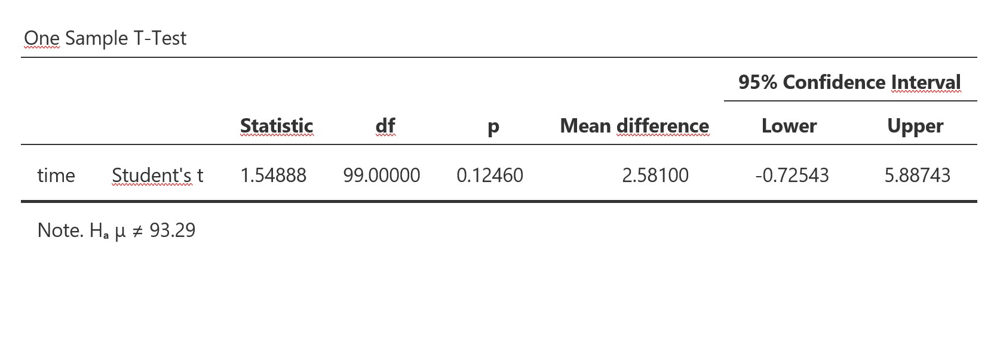 One Sample T-Test
95% Confidence Interval
Statistic df p Mean difference Lower Upper
time Student's t 1.54888 99.00000 0.12460 2.58100 -0.72543 5.88743
Note. Hₐ μ ≠ 93.29